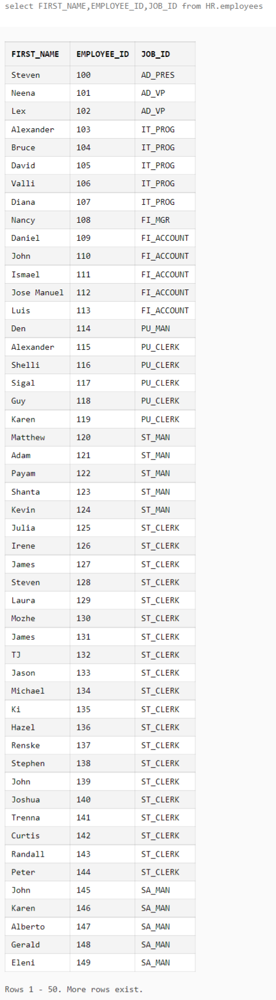 select FIRST_NAME,EMPLOYEE_ID,JOB_ID from HR.employees
FIRST_NAME EMPLOYEE_ID JOB_ID
Steven 100 AD_PRES
Neena 101 AD_VP
Lex 102 AD_VP
Alexander 103 IT_PROG
Bruce 104 IT_PROG
David 105 IT_PROG
Valli 106 IT_PROG
Diana 107 IT_PROG
Nancy 108 FI_MGR
Daniel 109 FI_ACCOUNT
John 110 FI_ACCOUNT
Ismael 111 FI_ACCOUNT
Jose Manuel 112 FI_ACCOUNT
Luis 113 FI_ACCOUNT
Den 114 PU_MAN
Alexander 115 PU_CLERK
Shelli 116 PU_CLERK
Sigal 117 PU_CLERK
Guy 118 PU_CLERK
Karen 119 PU_CLERK
Matthew 120 ST_MAN
Adam 121 ST_MAN
Payam 122 ST_MAN
Shanta 123 ST_MAN
Kevin 124 ST_MAN
Julia 125 ST_CLERK
Irene 126 ST_CLERK
James 127 ST_CLERK
Steven 128 ST_CLERK
Laura 129 ST_CLERK
Mozhe 130 ST_CLERK
James 131 ST_CLERK
TJ 132 ST_CLERK
Jason 133 ST_CLERK
Michael 134 ST_CLERK
Ki 135 ST_CLERK
Hazel 136 ST_CLERK
Renske 137 ST_CLERK
Stephen 138 ST_CLERK
John 139 ST_CLERK
Joshua 140 ST_CLERK
Trenna 141 ST_CLERK
Curtis 142 ST_CLERK
Randall 143 ST_CLERK
Peter 144 ST_CLERK
John 145 SA_MAN
Karen 146 SA_MAN
Alberto 147 SA_MAN
Gerald 148 SA_MAN
Eleni 149 SA_MAN
Rows 1 - 50. More rows exist.